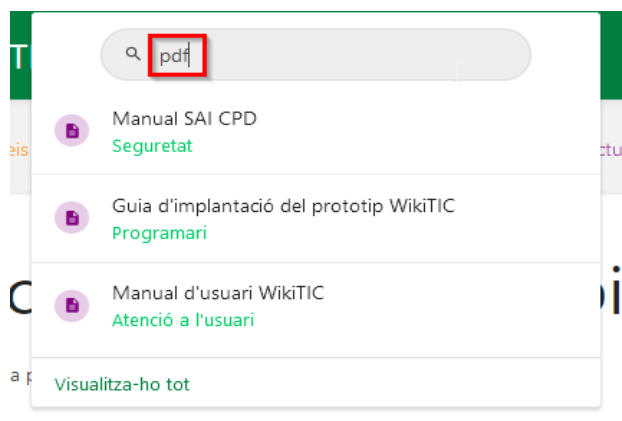 pdf
Manual SAI CPD
Seguretat
Guia d'implantació del prototip WikiTIC
Programari
Manual d'usuari WikiTIC
Atenció a l'usuari
Visualitza-ho tot